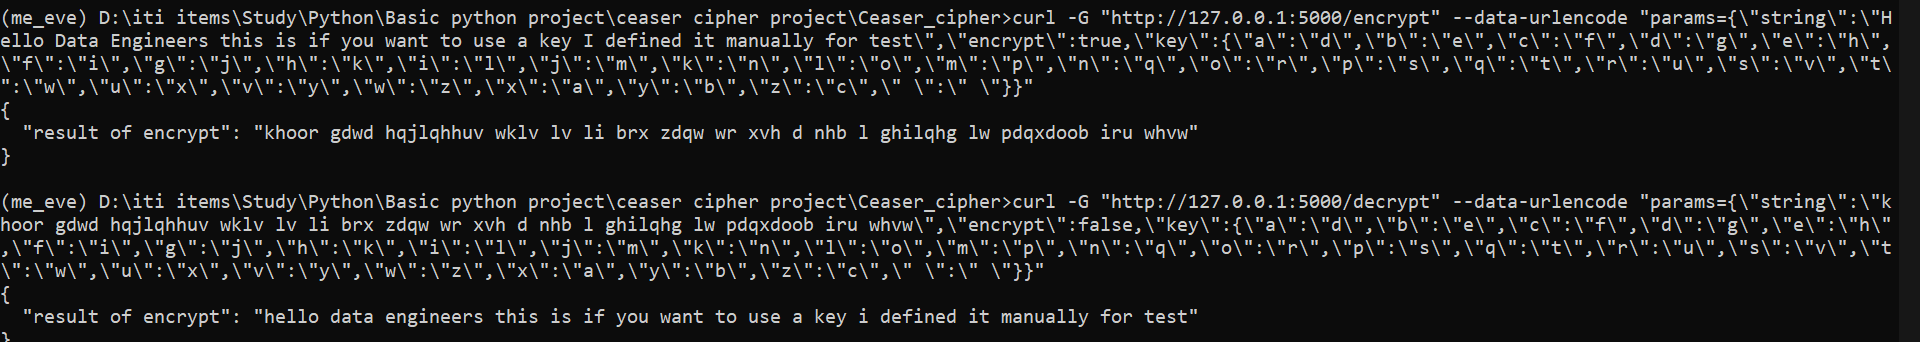 (me_eve) D:\iti items\Study\Python\Basic python project\ceaser cipher project\Ceaser_cipher>curl -G "http://127.0.0.1:5000/encrypt" --data-urlencode "params={\"string\":\"H
ello Data Engineers this is if you want to use a key I defined it manually for test\",\"encrypt\":true,\"key\":{\"a\":\"d\",\"b\":\"e\",\"c\":\"f\",\"d\":\"g\",\"e\":\"h\",
\"f\":\"i\",\"g\":\"j\",\"h\":\"k\",\"i\":\"l\",\"j\":\"m\",\"k\":\"n\",\"l\":\"o\",\"m\":\"p\",\"n\":\"q\",\"o\":\"r\",\"p\":\"s\",\"q\":\"t\",\"r\":\"u\",\"s\":\"v\",\"t\
":\"w\",\"u\":\"x\",\"v\":\"y\",\"w\":\"z\",\"x\":\"a\",\"y\":\"b\",\"z\":\"c\",\" \":\" \"}}"
{
  "result of encrypt": "khoor gdwd hqjlqhhuv wklv lv li brx zdqw wr xvh d nhb l ghilqhg lw pdqxdoob iru whvw"
}
(me_eve) D:\iti items\Study\Python\Basic python project\ceaser cipher project\Ceaser_cipher>curl -G "http://127.0.0.1:5000/decrypt" --data-urlencode "params={\"string\":\"k
hoor gdwd hqjlqhhuv wklv lv li brx zdqw wr xvh d nhb l ghilqhg lw pdqxdoob iru whvw\",\"encrypt\":false,\"key\":{\"a\":\"d\",\"b\":\"e\",\"c\":\"f\",\"d\":\"g\",\"e\":\"h\"
,\"f\":\"i\",\"g\":\"j\",\"h\":\"k\",\"i\":\"l\",\"j\":\"m\",\"k\":\"n\",\"l\":\"o\",\"m\":\"p\",\"n\":\"q\",\"o\":\"r\",\"p\":\"s\",\"q\":\"t\",\"r\":\"u\",\"s\":\"v\",\"t
\":\"w\",\"u\":\"x\",\"v\":\"y\",\"w\":\"z\",\"x\":\"a\",\"y\":\"b\",\"z\":\"c\",\" \":\" \"}}"
{
  "result of encrypt": "hello data engineers this is if you want to use a key i defined it manually for test"
}